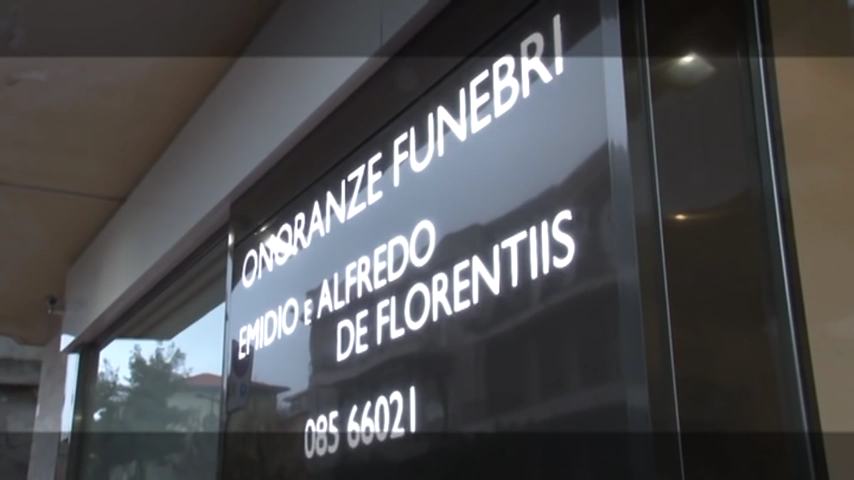 ONORANZE FUNEBRI
EMIDIO E ALFREDO
DE FLORENTIIS
085 66021